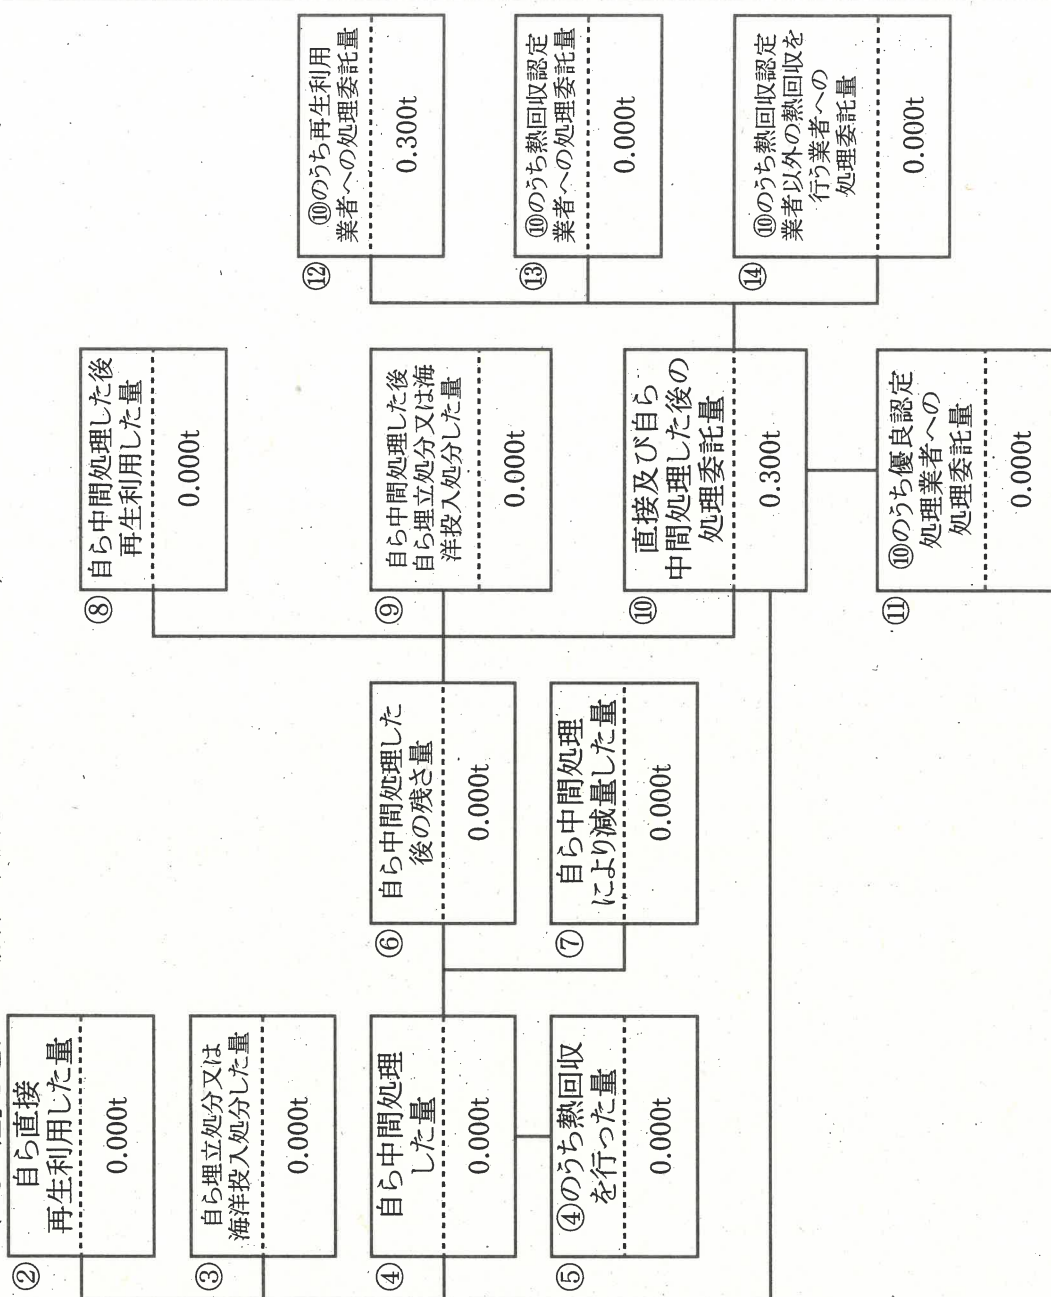 ②
自ら直接
再生利用した量
0.000t
③
自ら埋立処分又は
海洋投入処分した量
0.000t
④
自ら中間処理
した量
0.000t
⑤
④のうち熱回収
を行った量
0.000t
⑥
自ら中間処理した
後の残さ量
0.000t
⑦
自ら中間処理
により減量した量
0.000t
⑧
自ら中間処理した後
再生利用した量
0.000t
⑨
自ら中間処理した後
自ら埋立処分又は海
洋投入処分した量
0.000t
⑩
直接及び自ら
中間処理した後の
処理委託量
0.300t
⑪
⑩のうち優良認定
処理業者への
処理委託量
0.000t
⑫
⑩のうち再生利用
業者への処理委託量
0.300t
⑬
⑩のうち熱回収認定
業者への処理委託量
0.000t
⑭
⑩のうち熱回収認定
業者以外の熱回収を
行う業者への
処理委託量
0.000t